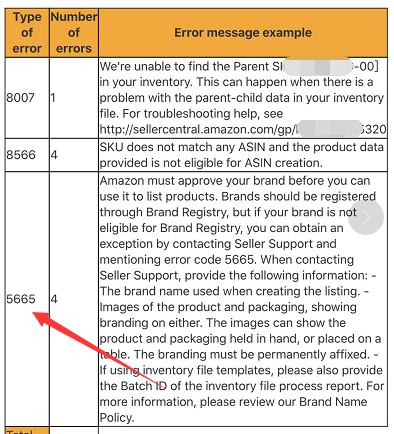 Type of error
Number of errors
Error message example
8007
1
We're unable to find the Parent S
-00]
in your inventory. This can happen when there is a
problem with the parent-child data in your inventory
file. For troubleshooting help, see
http://sellercentral.amazon.com/gp/
5320
8566
4
SKU does not match any ASIN and the product data
provided is not eligible for ASIN creation.
5665
4
Amazon must approve your brand before you can
use it to list products. Brands should be registered
through Brand Registry, but if your brand is not
eligible for Brand Registry, you can obtain an
exception by contacting Seller Support and
mentioning error code 5665. When contacting
Seller Support, provide the following information: -
The brand name used when creating the listing. -
Images of the product and packaging, showing
branding on either. The images can show the
product and packaging held in hand, or placed on a
table. The branding must be permanently affixed. -
If using inventory file templates, please also provide
the Batch ID of the inventory file process report. For
more information, please review our Brand Name
Policy.